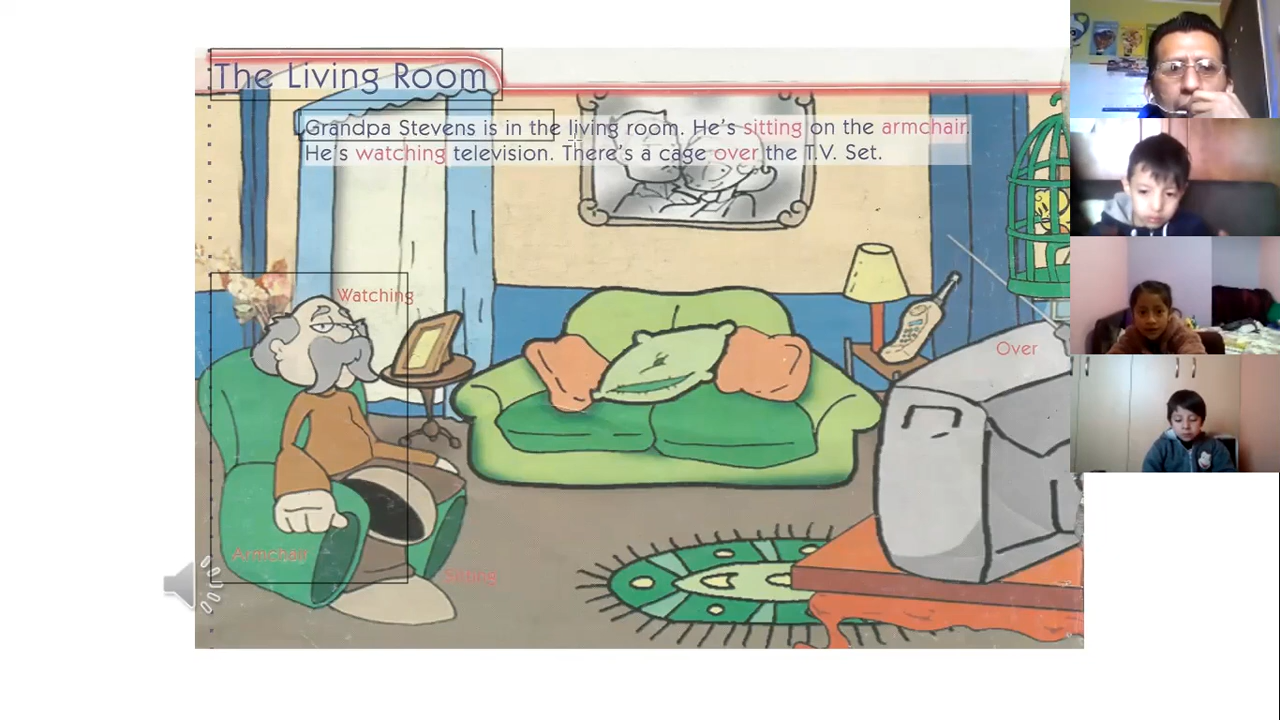 The Living Room
Grandpa Stevens is in the living room. He's sitting on the armchair.
He's watching television. There's a cage over the T.V. Set.
Watching
Over
Armchair
Sitting